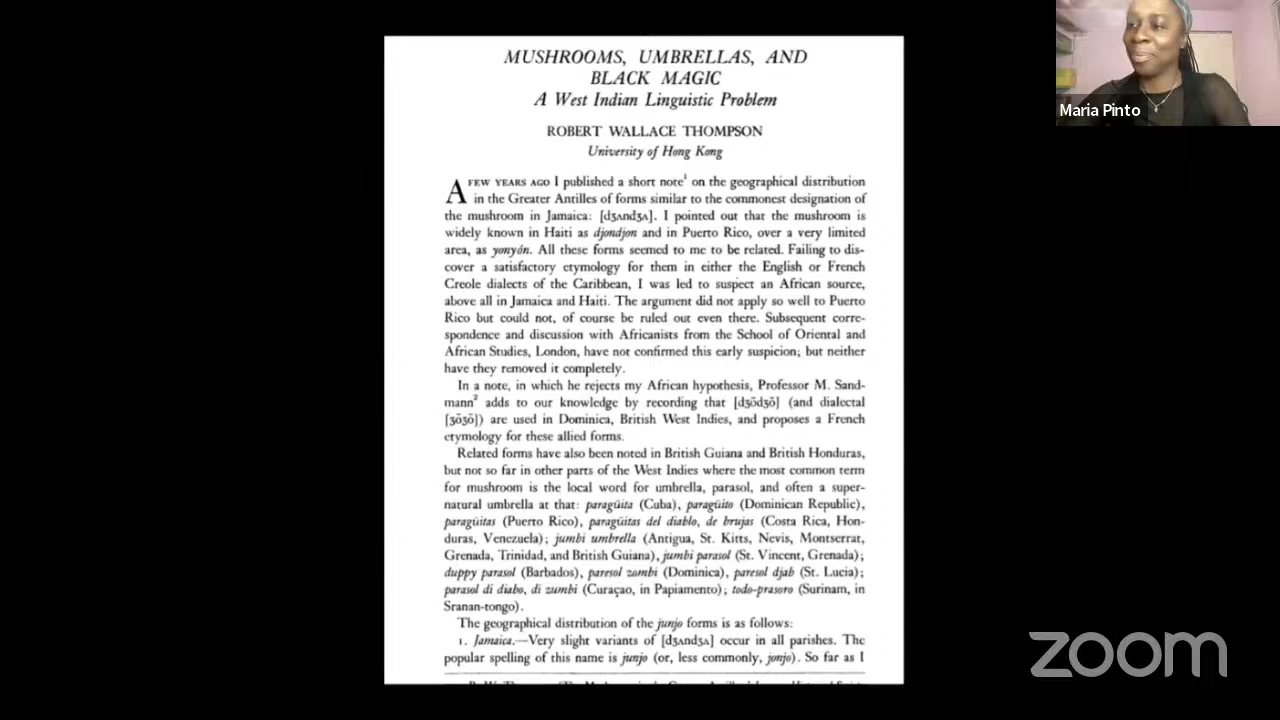 MUSHROOMS, UMBRELLAS, AND
BLACK MAGIC
A West Indian Linguistic Problem
ROBERT WALLACE THOMPSON
University of Hong Kong
A FEW YEARS AGO I published a short note¹ on the geographical distribution
in the Greater Antilles of forms similar to the commonest designation of
the mushroom in Jamaica: [dʒʌndʒʌ]. I pointed out that the mushroom is
widely known in Haiti as djondjon and in Puerto Rico, over a very limited
area, as yonyón. All these forms seemed to me to be related. Failing to dis-
cover a satisfactory etymology for them in either the English or French
Creole dialects of the Caribbean, I was led to suspect an African source,
above all in Jamaica and Haiti. The argument did not apply so well to Puerto
Rico but could not, of course be ruled out even there. Subsequent corre-
spondence and discussion with Africanists from the School of Oriental and
African Studies, London, have not confirmed this early suspicion; but neither
have they removed it completely.
In a note, in which he rejects my African hypothesis, Professor M. Sand-
mann² adds to our knowledge by recording that [dʒõdʒõ] (and dialectal
[ʒõʒõ]) are used in Dominica, British West Indies, and proposes a French
etymology for these allied forms.
Related forms have also been noted in British Guiana and British Honduras,
but not so far in other parts of the West Indies where the most common term
for mushroom is the local word for umbrella, parasol, and often a super-
natural umbrella at that: paragüita (Cuba), paragüito (Dominican Republic),
paragüitas (Puerto Rico), paragüitas del diablo, de brujas (Costa Rica, Hon-
duras, Venezuela); jumbi umbrella (Antigua, St. Kitts, Nevis, Montserrat,
Grenada, Trinidad, and British Guiana), jumbi parasol (St. Vincent, Grenada);
duppy parasol (Barbados), paresol zombi (Dominica), paresol djab (St. Lucia);
parasol di diabo, di zumbi (Curaçao, in Papiamento); todo-prasoro (Surinam, in
Sranan-tongo).
The geographical distribution of the junjo forms is as follows:
1. Jamaica.—Very slight variants of [dʒʌndʒʌ] occur in all parishes. The
popular spelling of this name is junjo (or, less commonly, jonjo). So far as I
Maria Pinto
zoom